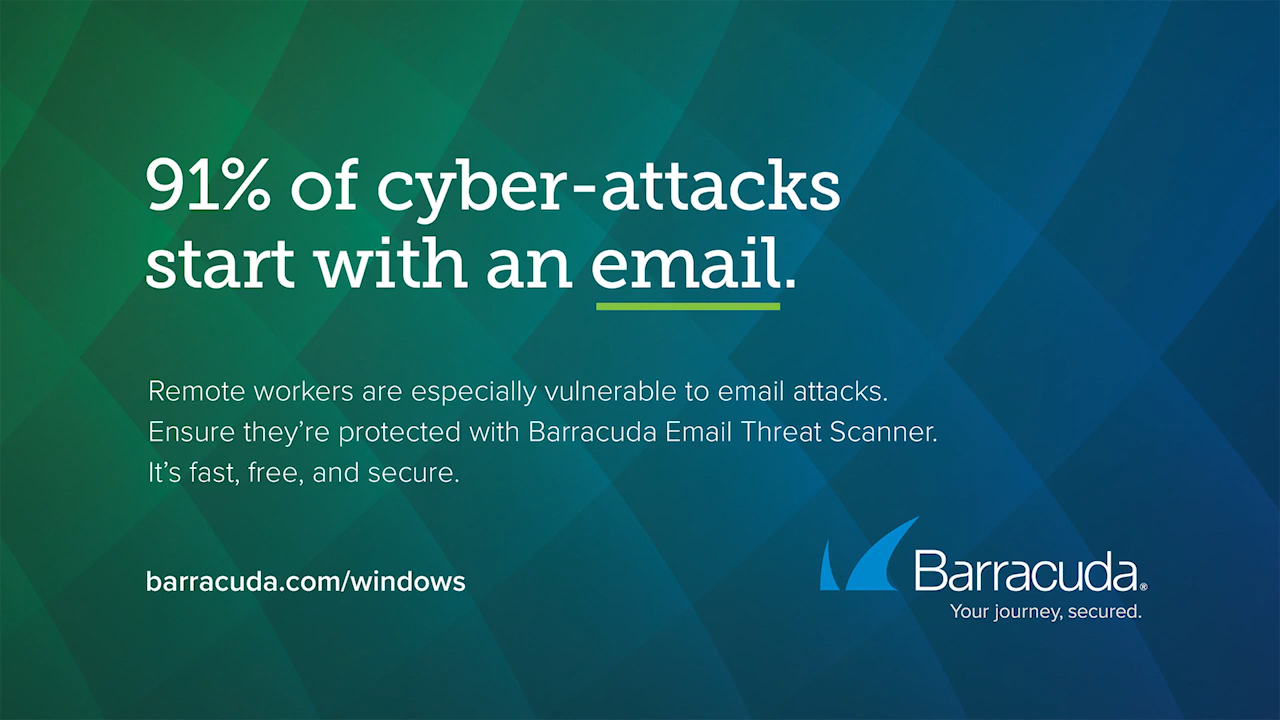 91% of cyber-attacks
start with an email.
Remote workers are especially vulnerable to email attacks.
Ensure they’re protected with Barracuda Email Threat Scanner.
It’s fast, free, and secure.
barracuda.com/windows
Barracuda®
Your journey, secured.